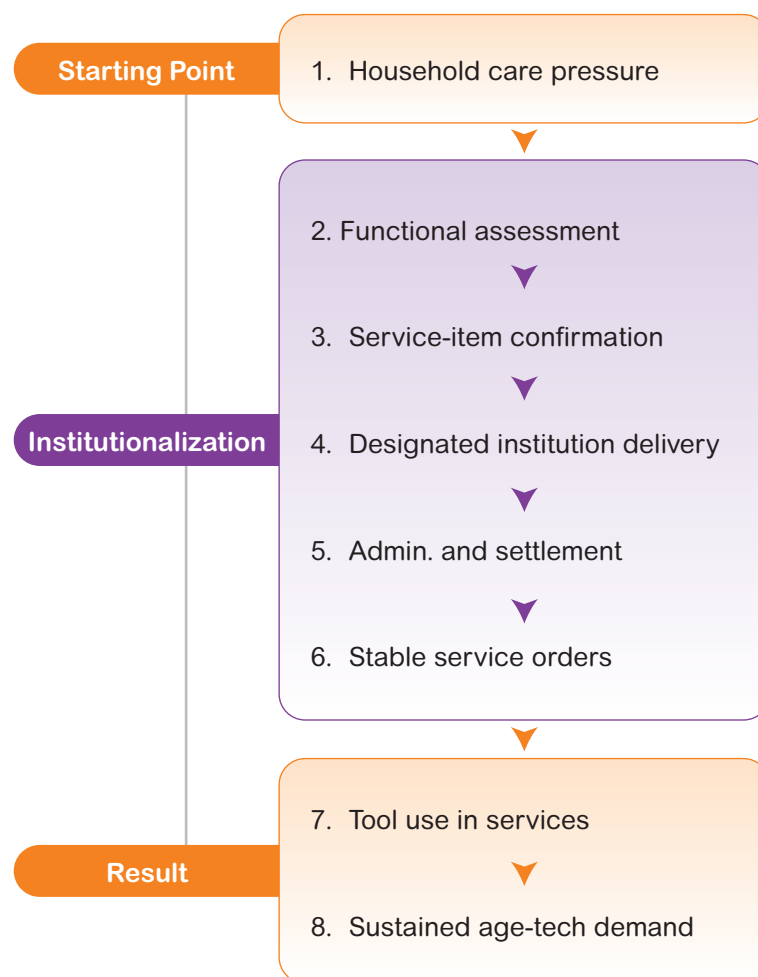 Starting Point
1. Household care pressure
2. Functional assessment
3. Service-item confirmation
Institutionalization
4. Designated institution delivery
5. Admin. and settlement
6. Stable service orders
7. Tool use in services
Result
8. Sustained age-tech demand